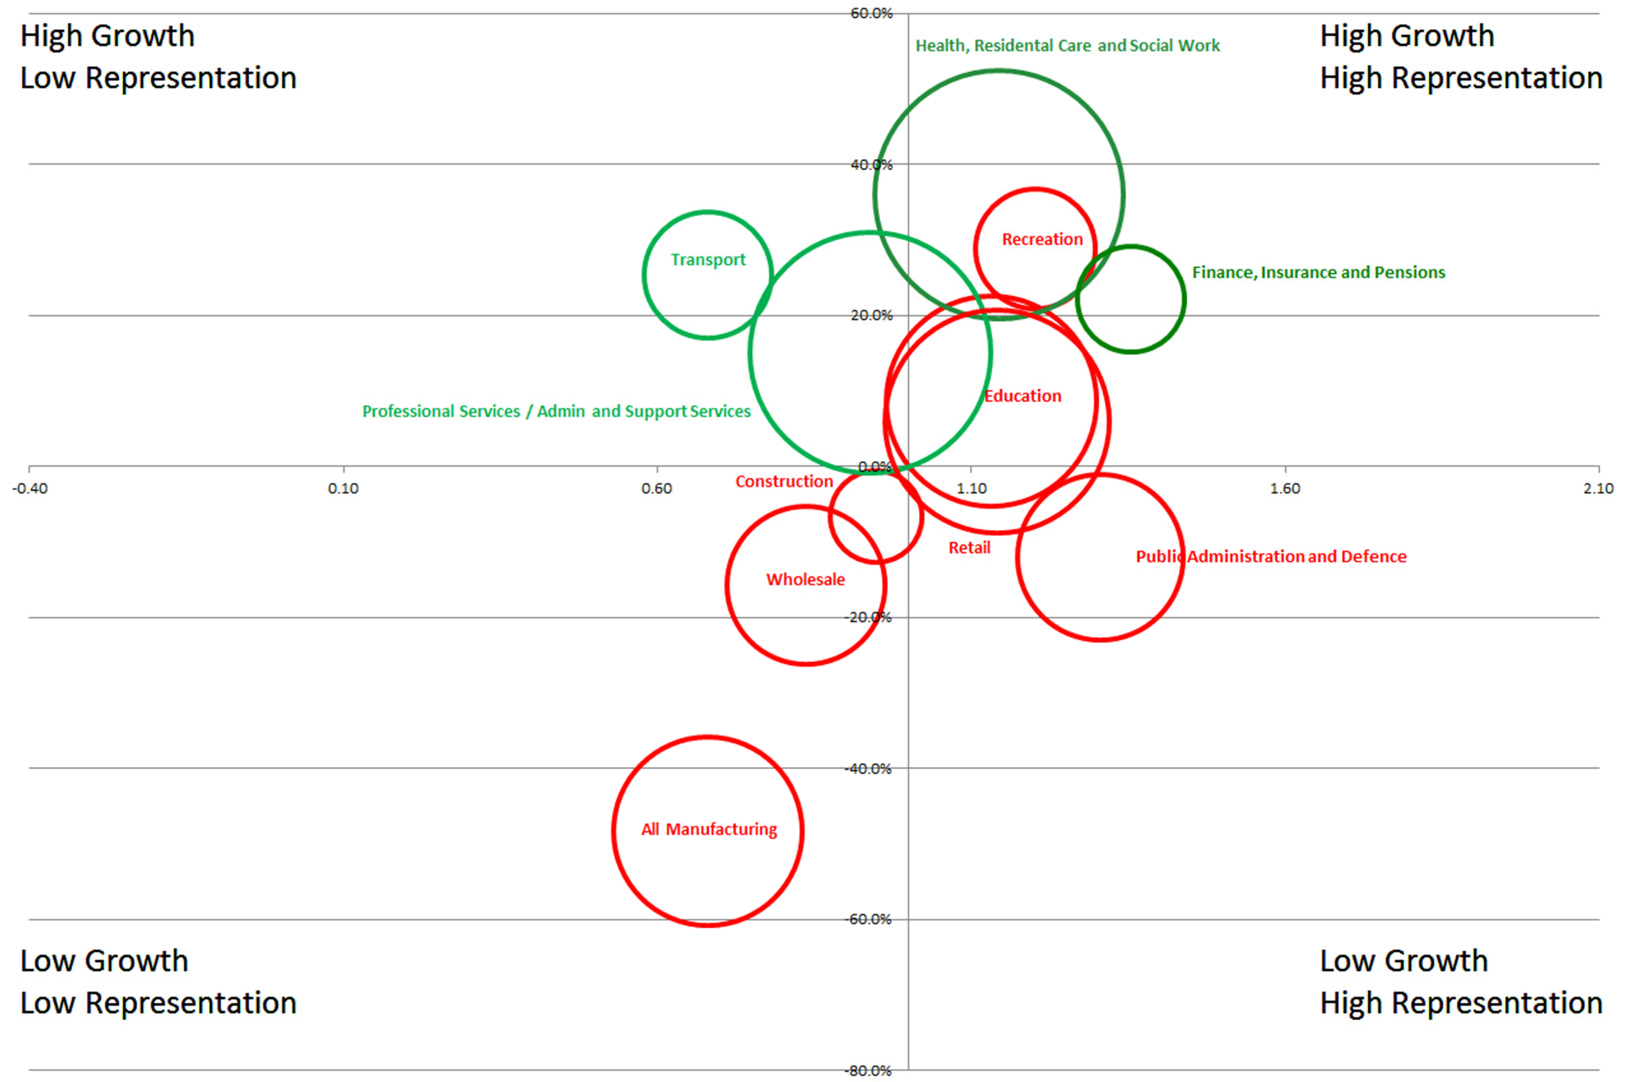 60.0%
High Growth
Low Representation
High Growth
High Representation
Health, Residental Care and Social Work
40.0%
Recreation
Transport
Finance, Insurance and Pensions
20.0%
Education
Professional Services / Admin and Support Services
0.0%
-0.40
0.10
0.60
1.10
1.60
2.10
Construction
Retail
Public Administration and Defence
Wholesale
-20.0%
-40.0%
All Manufacturing
-60.0%
Low Growth
Low Representation
Low Growth
High Representation
-80.0%